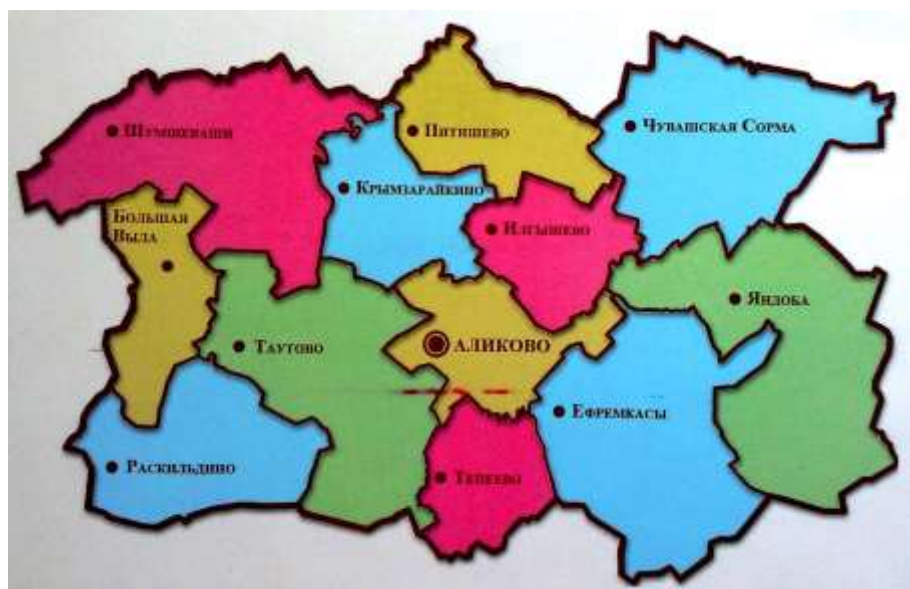 Шумшеваши
Питишево
Чувашская Сорма
Крымзарайкино
Большая
Выла
Илгышево
Яндоба
Таутово
АЛИКОВО
Ефремкасы
Раскильдино
Тенеево